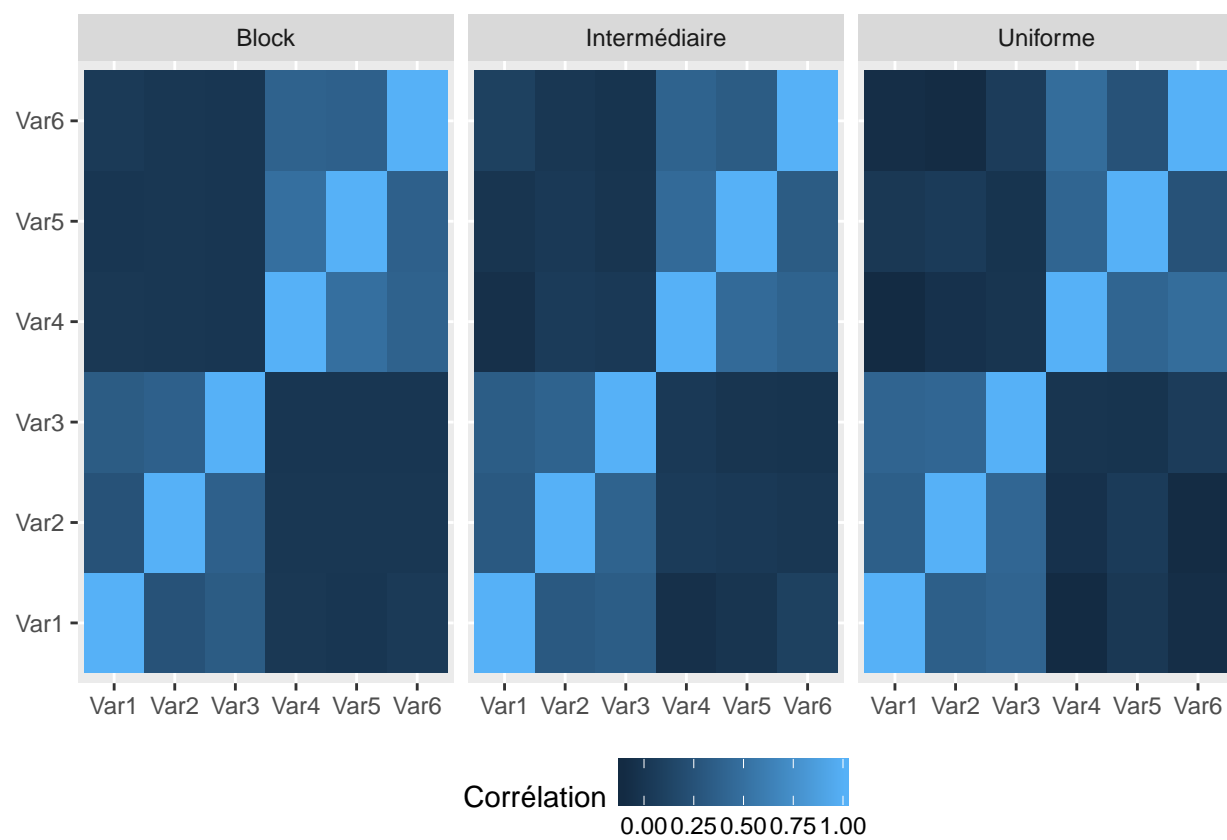 Block Intermédiaire Uniforme
Var6
Var5
Var4
Var3
Var2
Var1
Var1 Var2 Var3 Var4 Var5 Var6 Var1 Var2 Var3 Var4 Var5 Var6 Var1 Var2 Var3 Var4 Var5 Var6
Corrélation
0.00 0.25 0.50 0.75 1.00